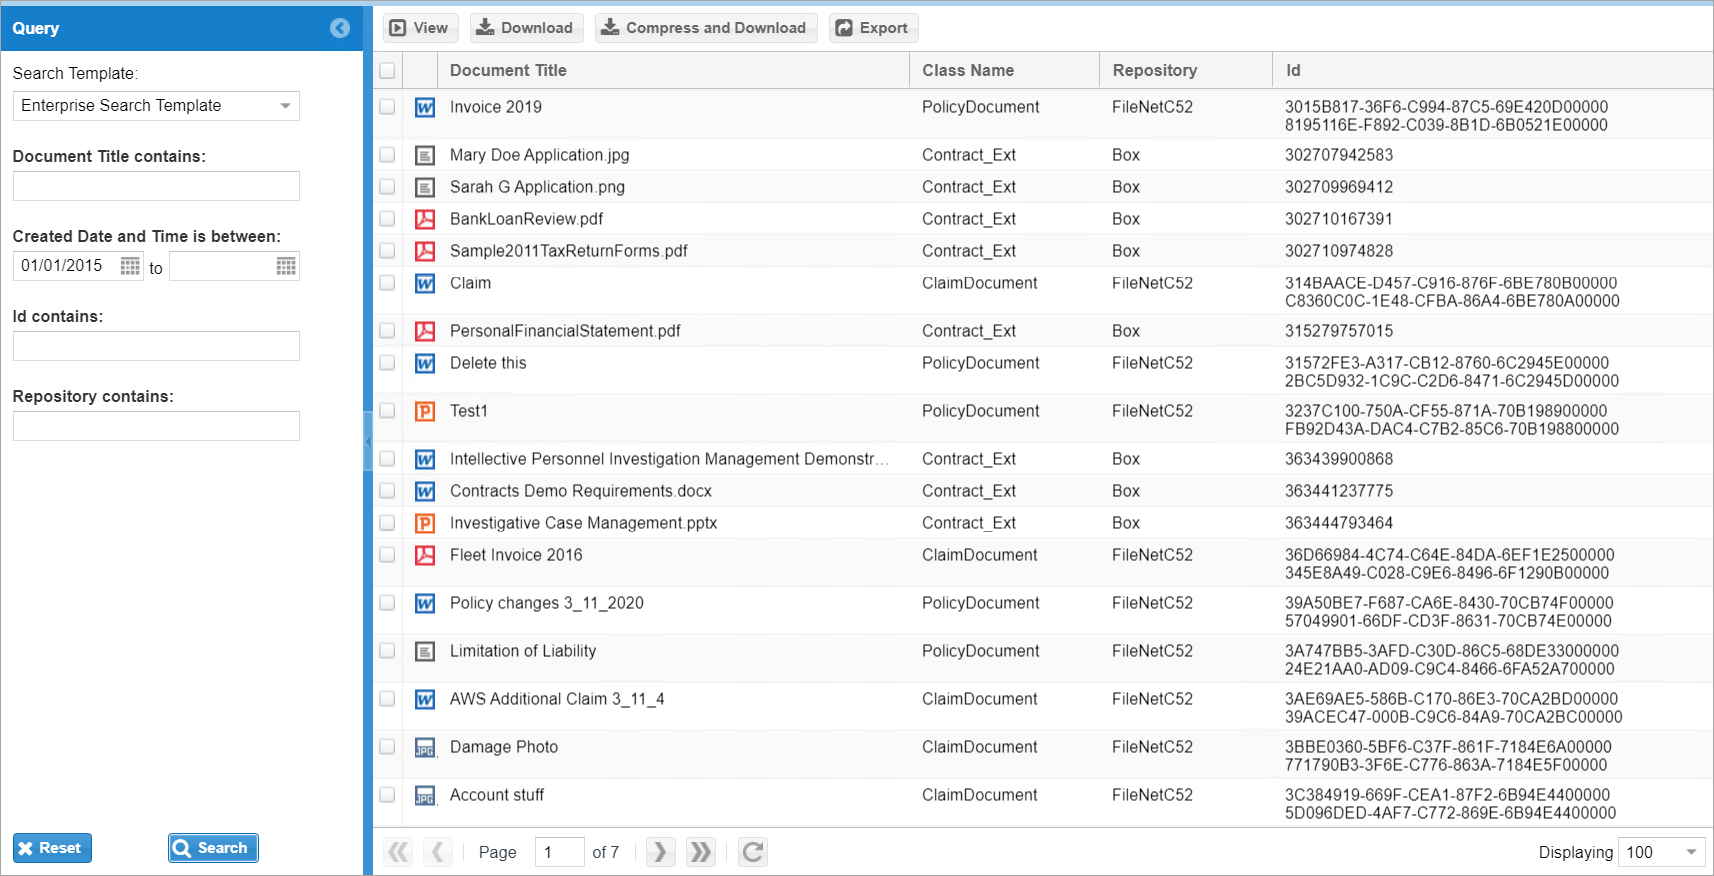 Query
Search Template:
Enterprise Search Template
Document Title contains:
Created Date and Time is between:
01/01/2015 to
Id contains:
Repository contains:
Reset Search
View Download Compress and Download Export
Document Title Class Name Repository Id
Invoice 2019 PolicyDocument FileNetC52 3015B817-36F6-C994-87C5-69E420D00000
8195116E-F892-C039-8B1D-6B0521E00000
Mary Doe Application.jpg Contract_Ext Box 302707942583
Sarah G Application.png Contract_Ext Box 302709969412
BankLoanReview.pdf Contract_Ext Box 302710167391
Sample2011TaxReturnForms.pdf Contract_Ext Box 302710974828
Claim ClaimDocument FileNetC52 314BAACE-D457-C916-876F-6BE780B00000
C8360C0C-1E48-CFBA-86A4-6BE780A00000
PersonalFinancialStatement.pdf Contract_Ext Box 315279757015
Delete this PolicyDocument FileNetC52 31572FE3-A317-CB12-8760-6C2945E00000
2BC5D932-1C9C-C2D6-8471-6C2945D00000
Test1 PolicyDocument FileNetC52 3237C100-750A-CF55-871A-70B198900000
FB92D43A-DAC4-C7B2-85C6-70B198800000
Intellective Personnel Investigation Management Demonstr... Contract_Ext Box 363439900868
Contracts Demo Requirements.docx Contract_Ext Box 363441237775
Investigative Case Management.pptx Contract_Ext Box 363444793464
Fleet Invoice 2016 ClaimDocument FileNetC52 36D66984-4C74-C64E-84DA-6EF1E2500000
345E8A49-C028-C9E6-8496-6F1290B00000
Policy changes 3_11_2020 PolicyDocument FileNetC52 39A50BE7-F687-CA6E-8430-70CB74F00000
57049901-66DF-CD3F-8631-70CB74E00000
Limitation of Liability PolicyDocument FileNetC52 3A747BB5-3AFD-C30D-86C5-68DE33000000
24E21AA0-AD09-C9C4-8466-6FA52A700000
AWS Additional Claim 3_11_4 ClaimDocument FileNetC52 3AE69AE5-586B-C170-86E3-70CA2BD00000
39ACEC47-000B-C9C6-84A9-70CA2BC00000
JPG Damage Photo ClaimDocument FileNetC52 3BBE0360-5BF6-C37F-861F-7184E6A00000
771790B3-3F6E-C776-863A-7184E5F00000
JPG Account stuff ClaimDocument FileNetC52 3C384919-669F-CEA1-87F2-6B94E4400000
5D096DED-4AF7-C772-869E-6B94E4400000
Page 1 of 7 Displaying 100